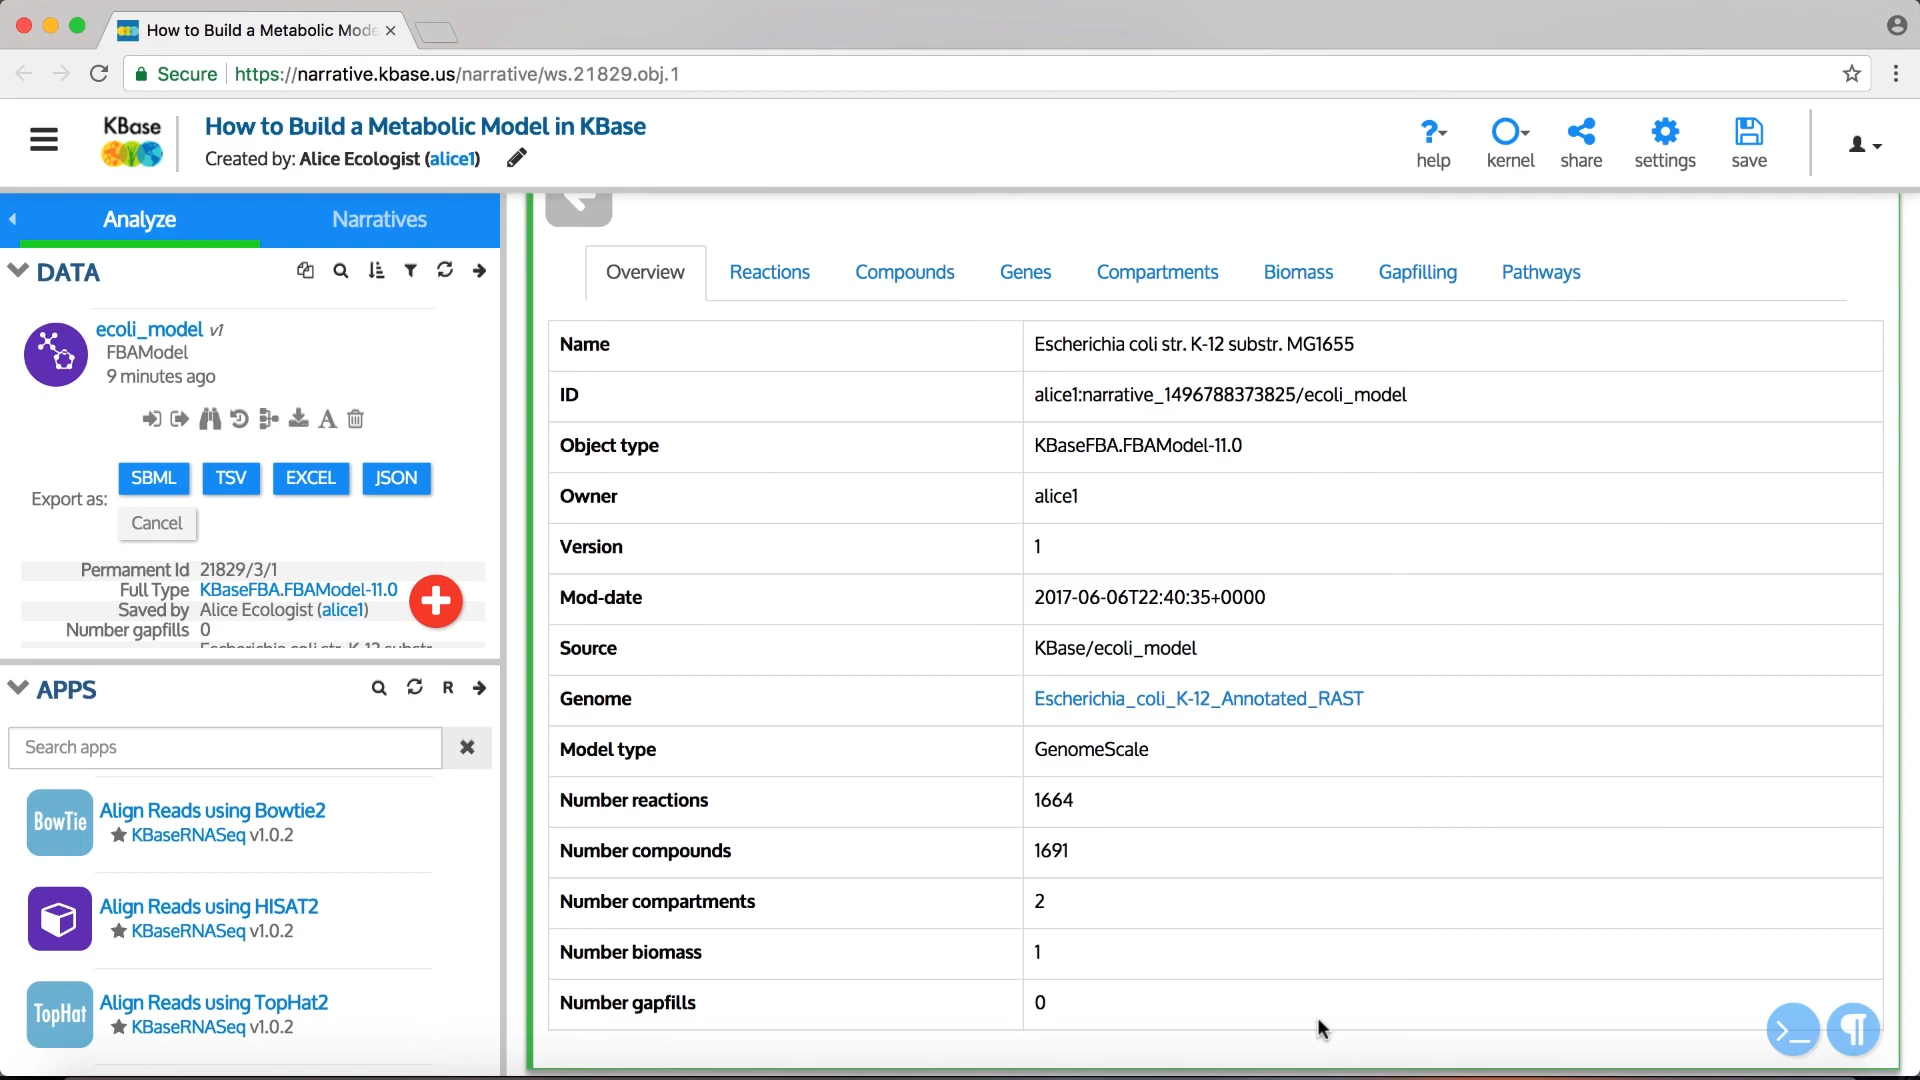 How to Build a Metabolic Mode
Secure https://narrative.kbase.us/narrative/ws.21829.obj.1
KBase
How to Build a Metabolic Model in KBase
Created by: Alice Ecologist (alice1)
help
kernel
share
settings
save
Analyze
Narratives
DATA
ecoli_model v1
FBAModel
9 minutes ago
Export as:
SBML
TSV
EXCEL
JSON
Cancel
Permament Id 21829/3/1
Full Type KBaseFBA.FBAModel-11.0
Saved by Alice Ecologist (alice1)
Number gapfills 0
Escherichia coli str. K-12 substr.
APPS
R
Search apps
BowTie
Align Reads using Bowtie2
KBaseRNASeq v1.0.2
Align Reads using HISAT2
KBaseRNASeq v1.0.2
TopHat
Align Reads using TopHat2
KBaseRNASeq v1.0.2
Overview Reactions Compounds Genes Compartments Biomass Gapfilling Pathways
Name Escherichia coli str. K-12 substr. MG1655
ID alice1:narrative_1496788373825/ecoli_model
Object type KBaseFBA.FBAModel-11.0
Owner alice1
Version 1
Mod-date 2017-06-06T22:40:35+0000
Source KBase/ecoli_model
Genome Escherichia_coli_K-12_Annotated_RAST
Model type GenomeScale
Number reactions 1664
Number compounds 1691
Number compartments 2
Number biomass 1
Number gapfills 0